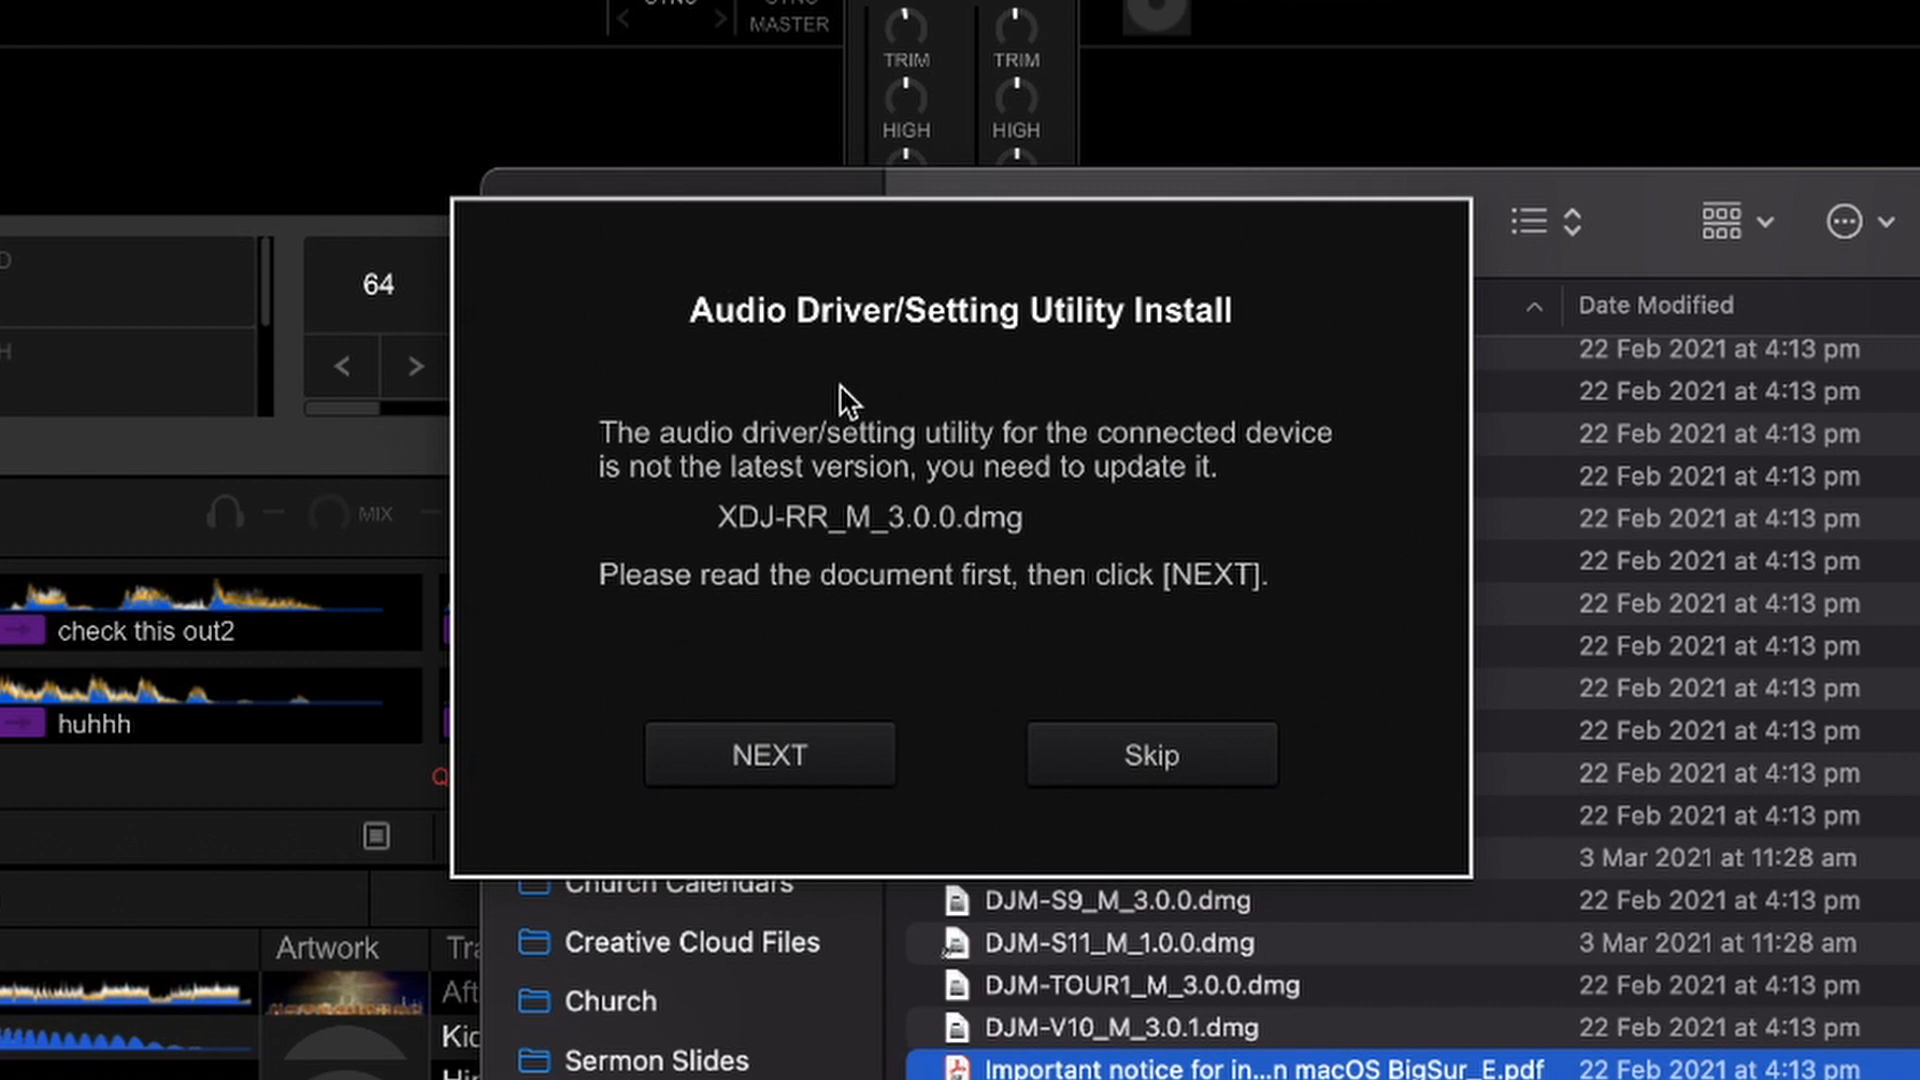 MASTER
TRIM
TRIM
HIGH
HIGH
64
Audio Driver/Setting Utility Install
The audio driver/setting utility for the connected device
is not the latest version, you need to update it.
XDJ-RR_M_3.0.0.dmg
Please read the document first, then click [NEXT].
NEXT
Skip
MIX
check this out2
huhhh
Artwork
Date Modified
22 Feb 2021 at 4:13 pm
22 Feb 2021 at 4:13 pm
22 Feb 2021 at 4:13 pm
22 Feb 2021 at 4:13 pm
22 Feb 2021 at 4:13 pm
22 Feb 2021 at 4:13 pm
22 Feb 2021 at 4:13 pm
22 Feb 2021 at 4:13 pm
22 Feb 2021 at 4:13 pm
22 Feb 2021 at 4:13 pm
22 Feb 2021 at 4:13 pm
22 Feb 2021 at 4:13 pm
3 Mar 2021 at 11:28 am
Church Calendars
Creative Cloud Files
Church
Sermon Slides
DJM-S9_M_3.0.0.dmg 22 Feb 2021 at 4:13 pm
DJM-S11_M_1.0.0.dmg 3 Mar 2021 at 11:28 am
DJM-TOUR1_M_3.0.0.dmg 22 Feb 2021 at 4:13 pm
DJM-V10_M_3.0.1.dmg 22 Feb 2021 at 4:13 pm
Important notice for in...n macOS BigSur_E.pdf 22 Feb 2021 at 4:13 pm